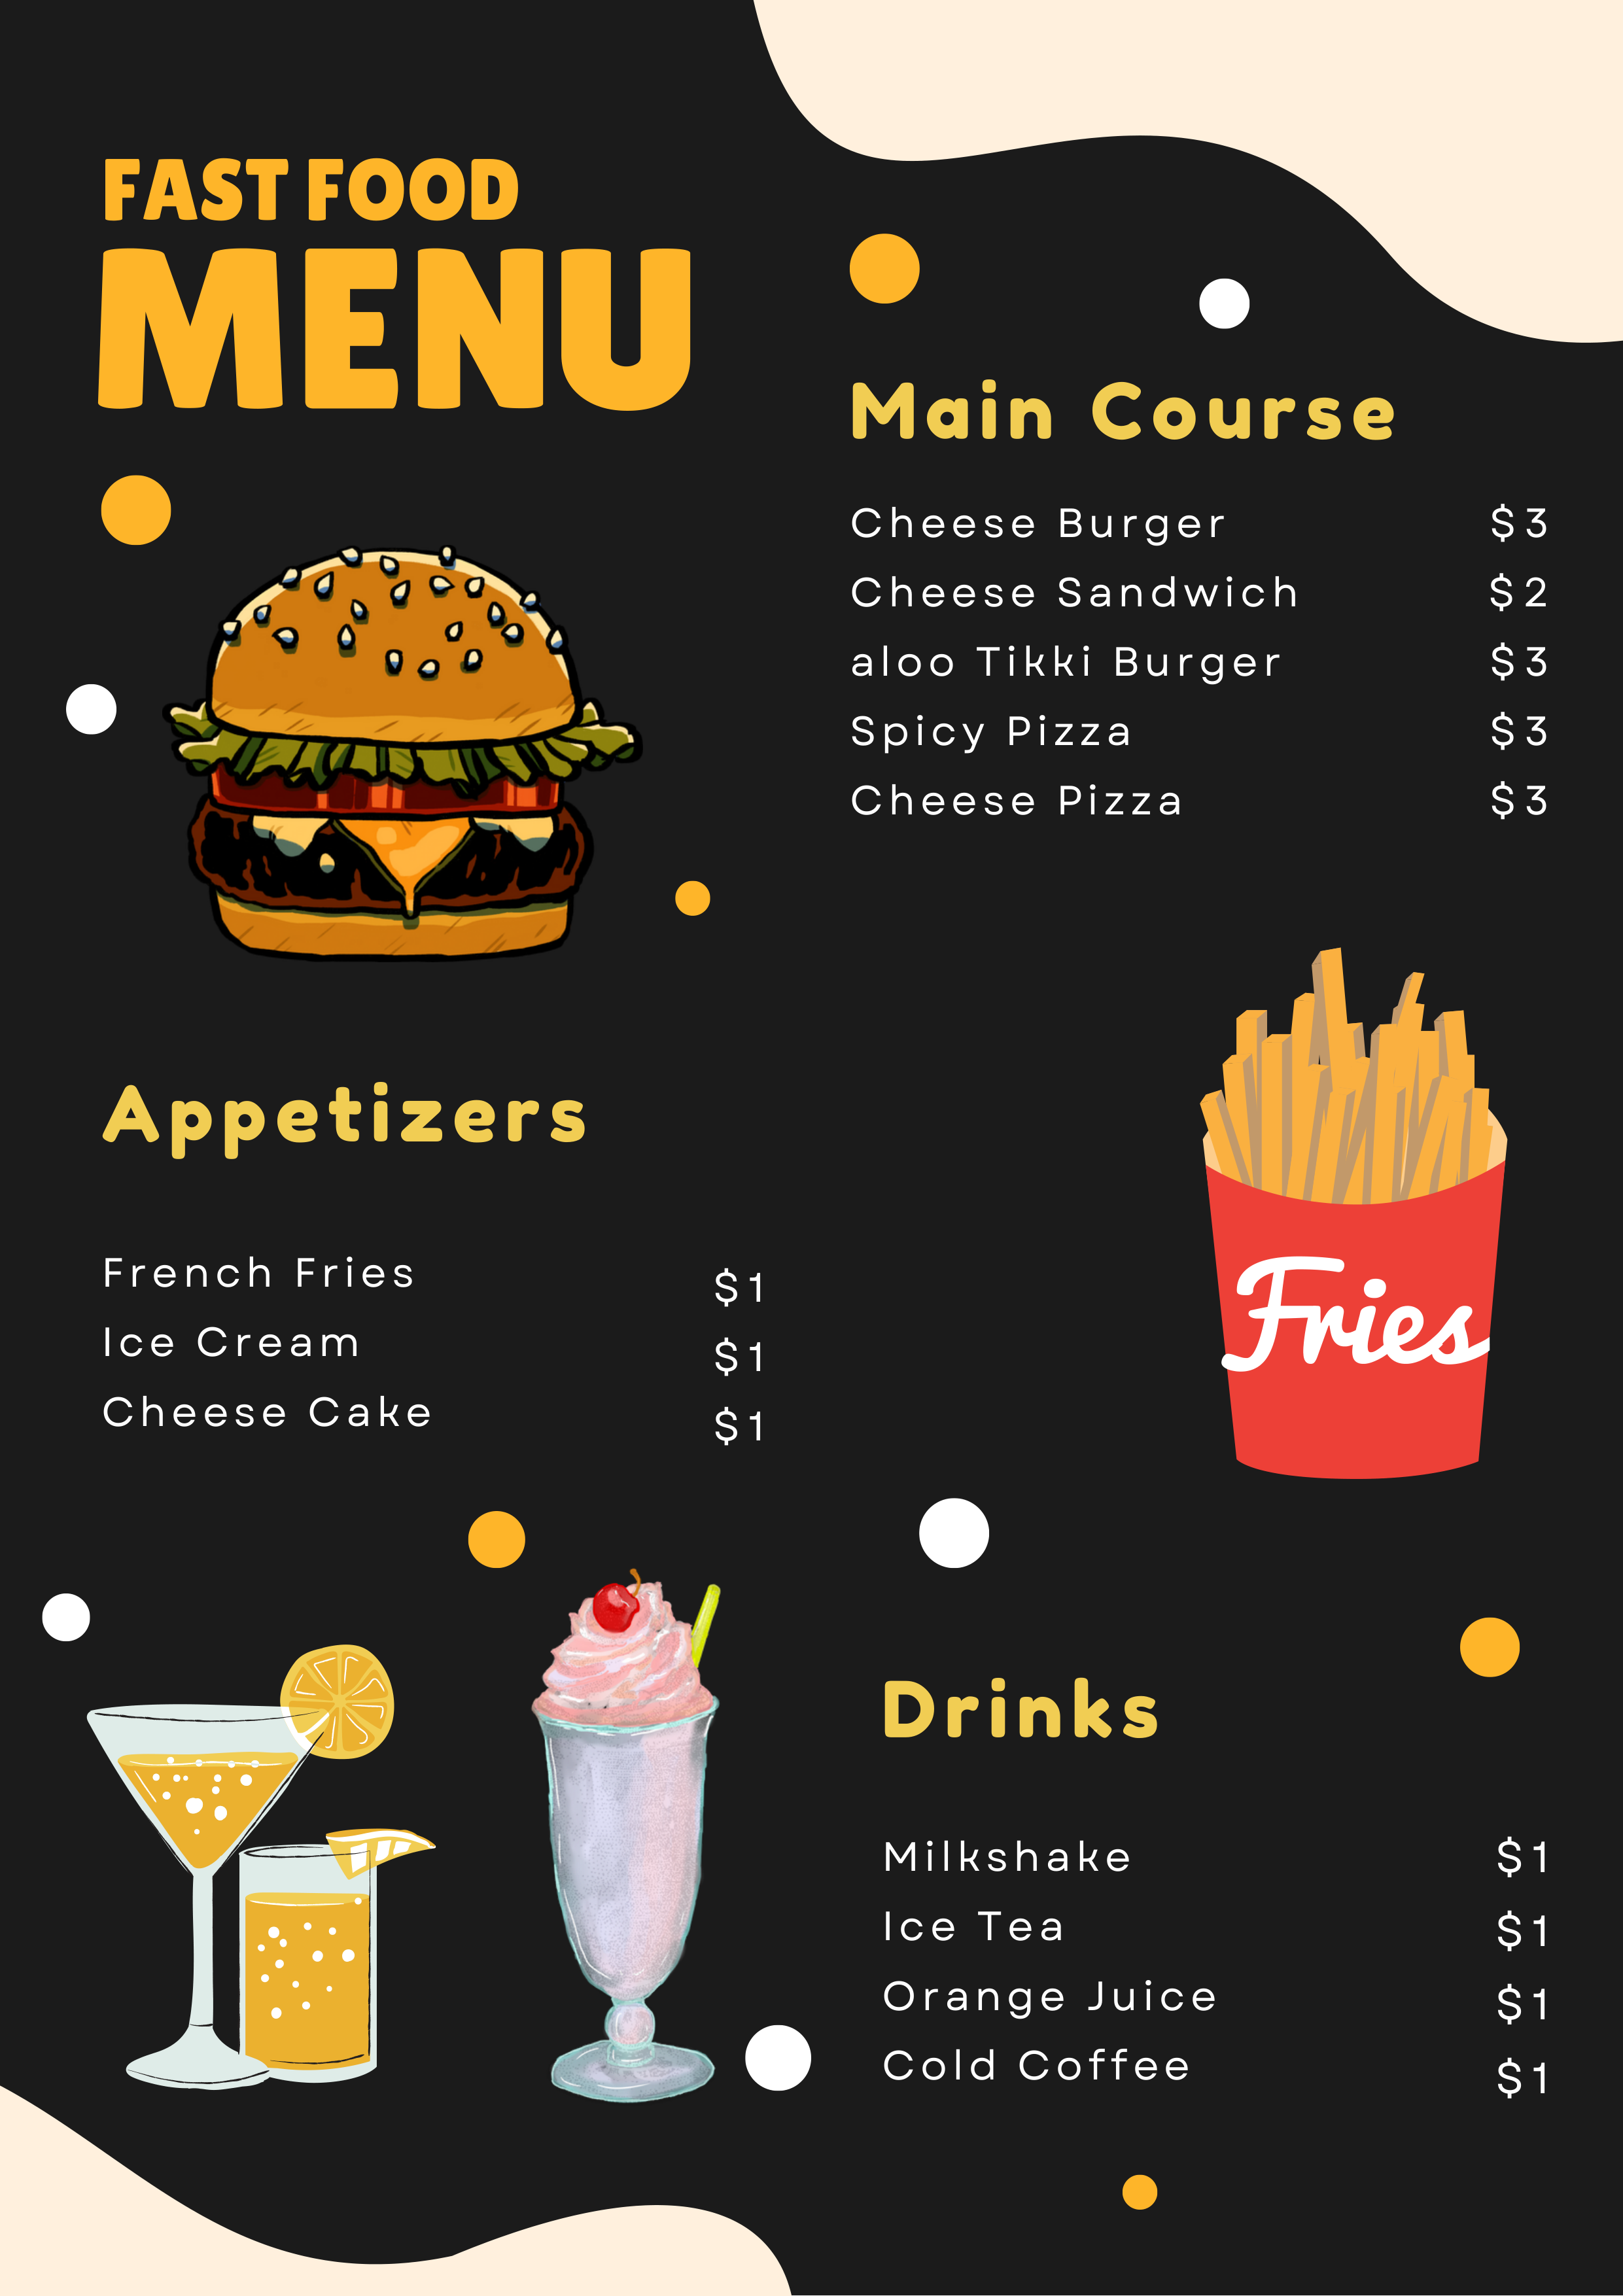 FAST FOOD
MENU
Main Course
Cheese Burger $3
Cheese Sandwich $2
aloo Tikki Burger $3
Spicy Pizza $3
Cheese Pizza $3
Appetizers
French Fries $1
Ice Cream $1
Cheese Cake $1
Fries
Drinks
Milkshake $1
Ice Tea $1
Orange Juice $1
Cold Coffee $1